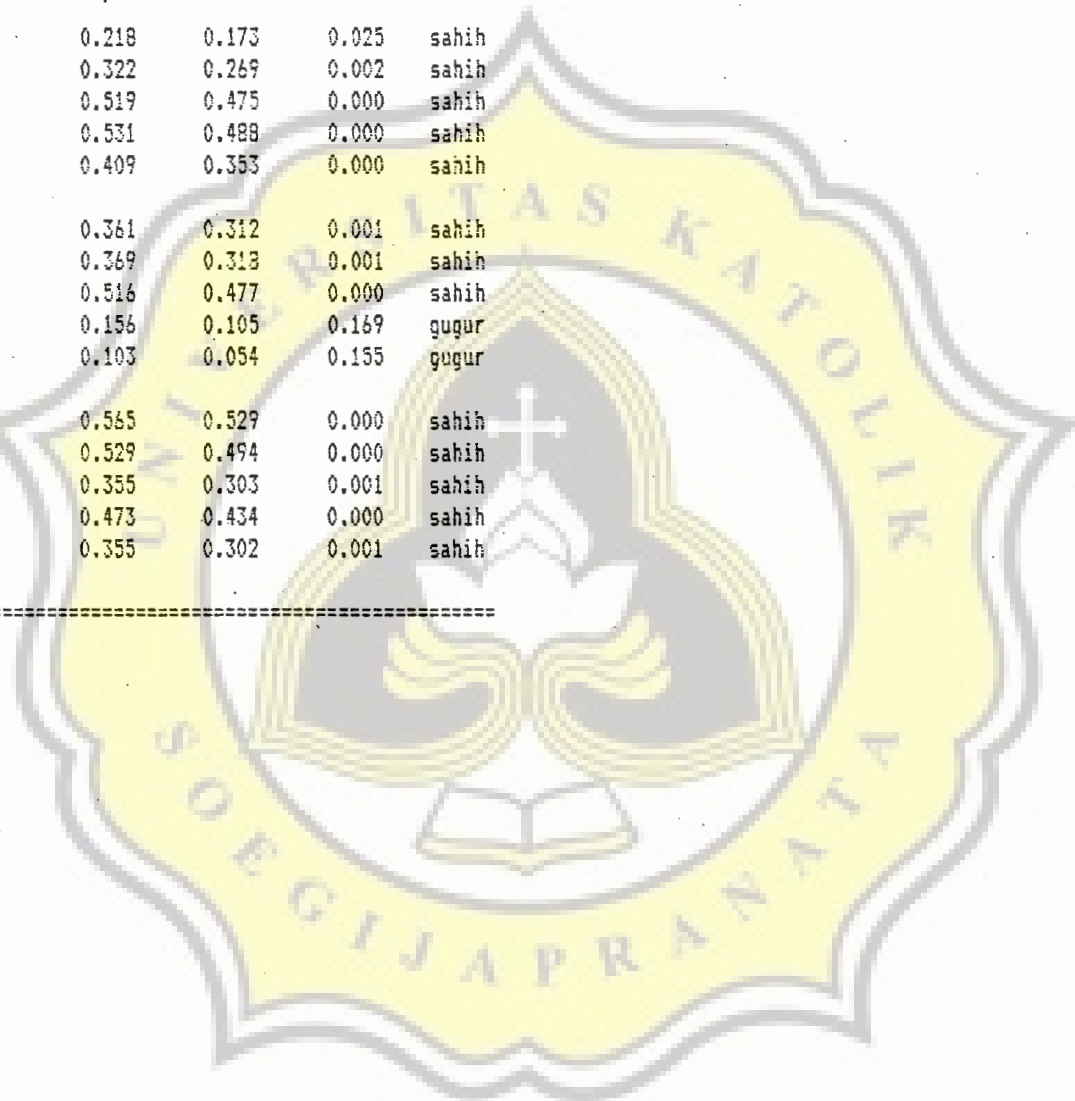 0.218 0.173 0.025 sahih
0.322 0.269 0.002 sahih
0.519 0.475 0.000 sahih
0.531 0.488 0.000 sahih
0.409 0.353 0.000 sahih
0.361 0.312 0.001 sahih
0.369 0.318 0.001 sahih
0.516 0.477 0.000 sahih
0.156 0.105 0.169 gugur
0.103 0.054 0.155 gugur
0.565 0.529 0.000 sahih
0.529 0.494 0.000 sahih
0.355 0.303 0.001 sahih
0.473 0.434 0.000 sahih
0.355 0.302 0.001 sahih
UNIVERSITAS KATOLIK
SOEGIJAPRANATA